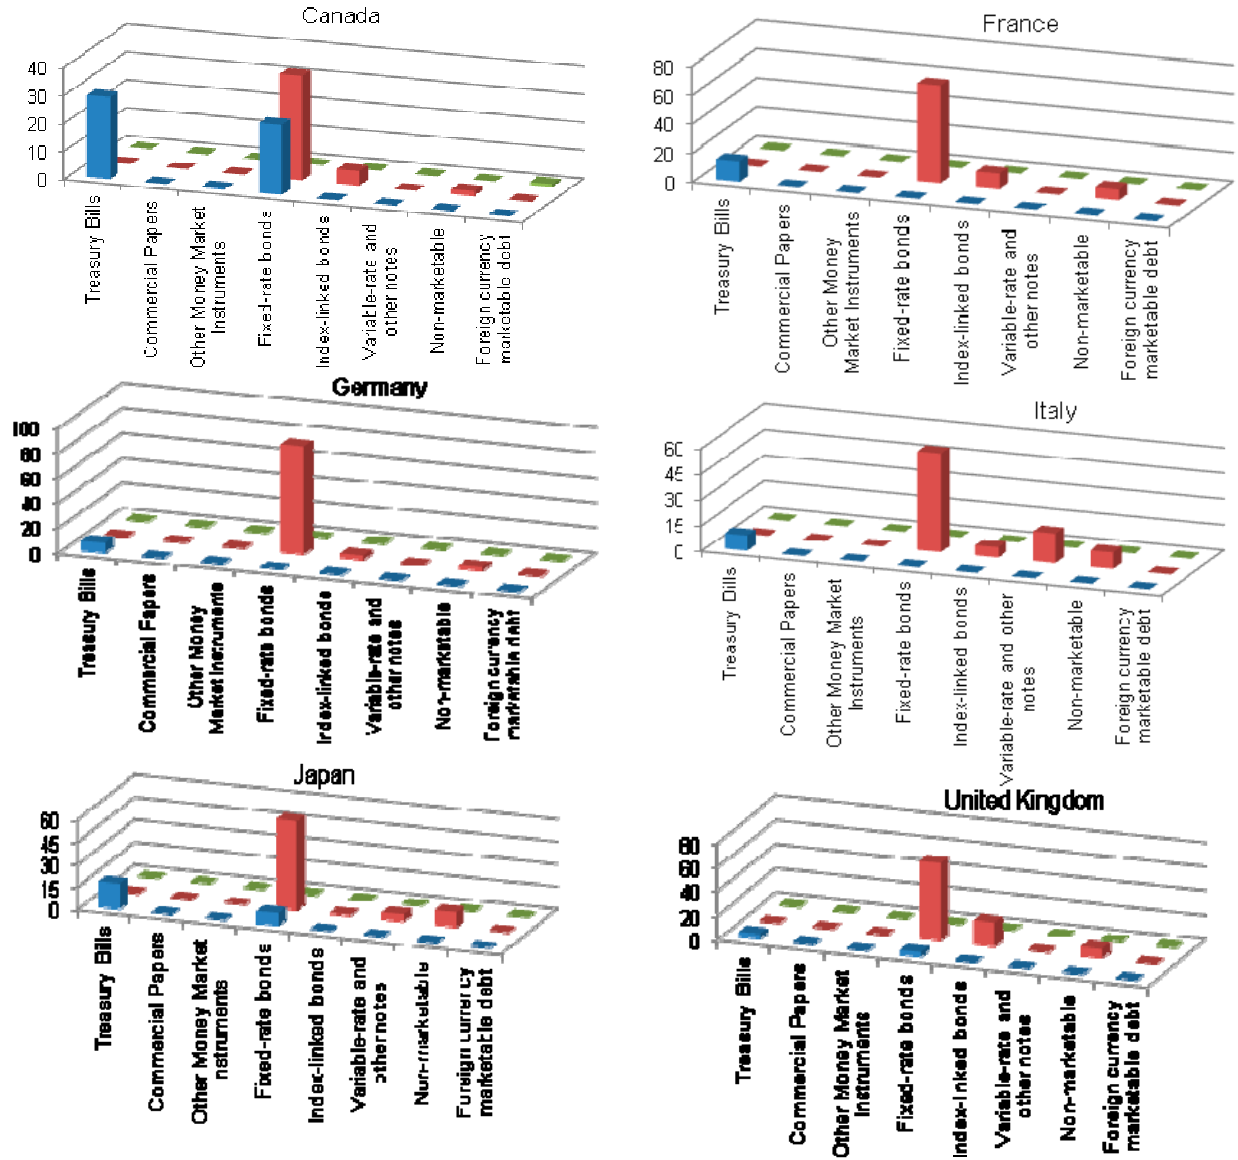 Canada
40
30
20
10
0
Treasury Bills
Commercial Papers
Other Money Market
Instruments
Fixed-rate bonds
Index-linked bonds
Variable-rate and
other notes
Non-marketable
Foreign currency
marketable debt
France
80
60
40
20
0
Treasury Bills
Commercial Papers
Other Money
Market Instruments
Fixed-rate bonds
Index-linked bonds
Variable-rate and
other notes
Non-marketable
Foreign currency
marketable debt
Germany
100
80
60
40
20
0
Treasury Bills
Commercial Papers
Other Money
Market Instruments
Fixed-rate bonds
Index-linked bonds
Variable-rate and
other notes
Non-marketable
Foreign currency
marketable debt
Italy
60
45
30
15
0
Treasury Bills
Commercial Papers
Other Money Market
Instruments
Fixed-rate bonds
Index-linked bonds
Variable-rate and other
notes
Non-marketable
Foreign currency
marketable debt
Japan
60
45
30
15
0
Treasury Bills
Commercial Papers
Other Money Market
nstruments
Fixed-rate bonds
Index-linked bonds
Variable-rate and
other notes
Non-marketable
Foreign currency
marketable debt
United Kingdom
80
60
40
20
0
Treasury Bills
Commercial Papers
Other Money Market
Instruments
Fixed-rate bonds
Index-linked bonds
Variable-rate and
other notes
Non-marketable
Foreign currency
marketable debt